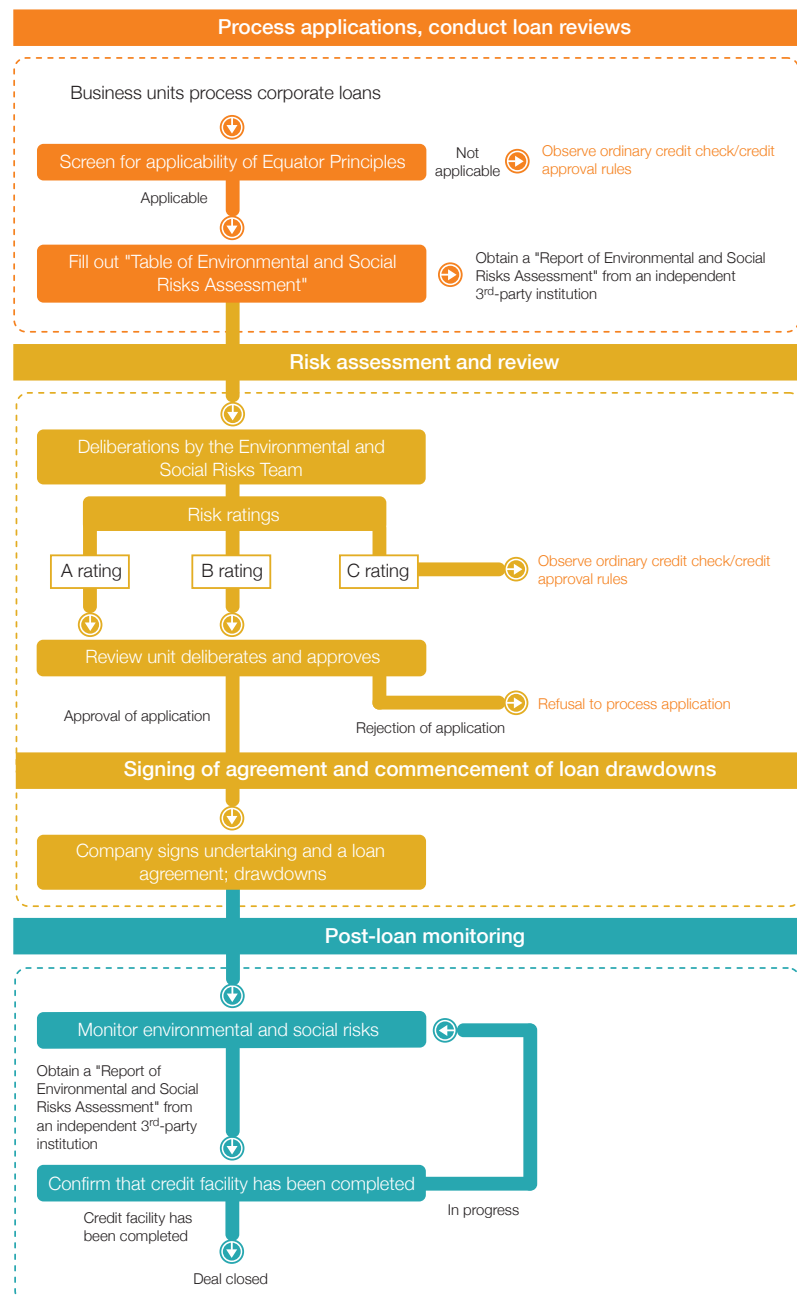 Process applications, conduct loan reviews
Business units process corporate loans
Screen for applicability of Equator Principles
Not
applicable
Observe ordinary credit check/credit
approval rules
Applicable
Fill out "Table of Environmental and Social
Risks Assessment"
Obtain a "Report of Environmental and Social
Risks Assessment" from an independent
3rd-party institution
Risk assessment and review
Deliberations by the Environmental and
Social Risks Team
Risk ratings
A rating
B rating
C rating
Observe ordinary credit check/credit
approval rules
Review unit deliberates and approves
Approval of application
Rejection of application
Refusal to process application
Signing of agreement and commencement of loan drawdowns
Company signs undertaking and a loan
agreement; drawdowns
Post-loan monitoring
Monitor environmental and social risks
Obtain a "Report of
Environmental and Social
Risks Assessment" from
an independent 3rd-party
institution
Confirm that credit facility has been completed
Credit facility has
been completed
In progress
Deal closed